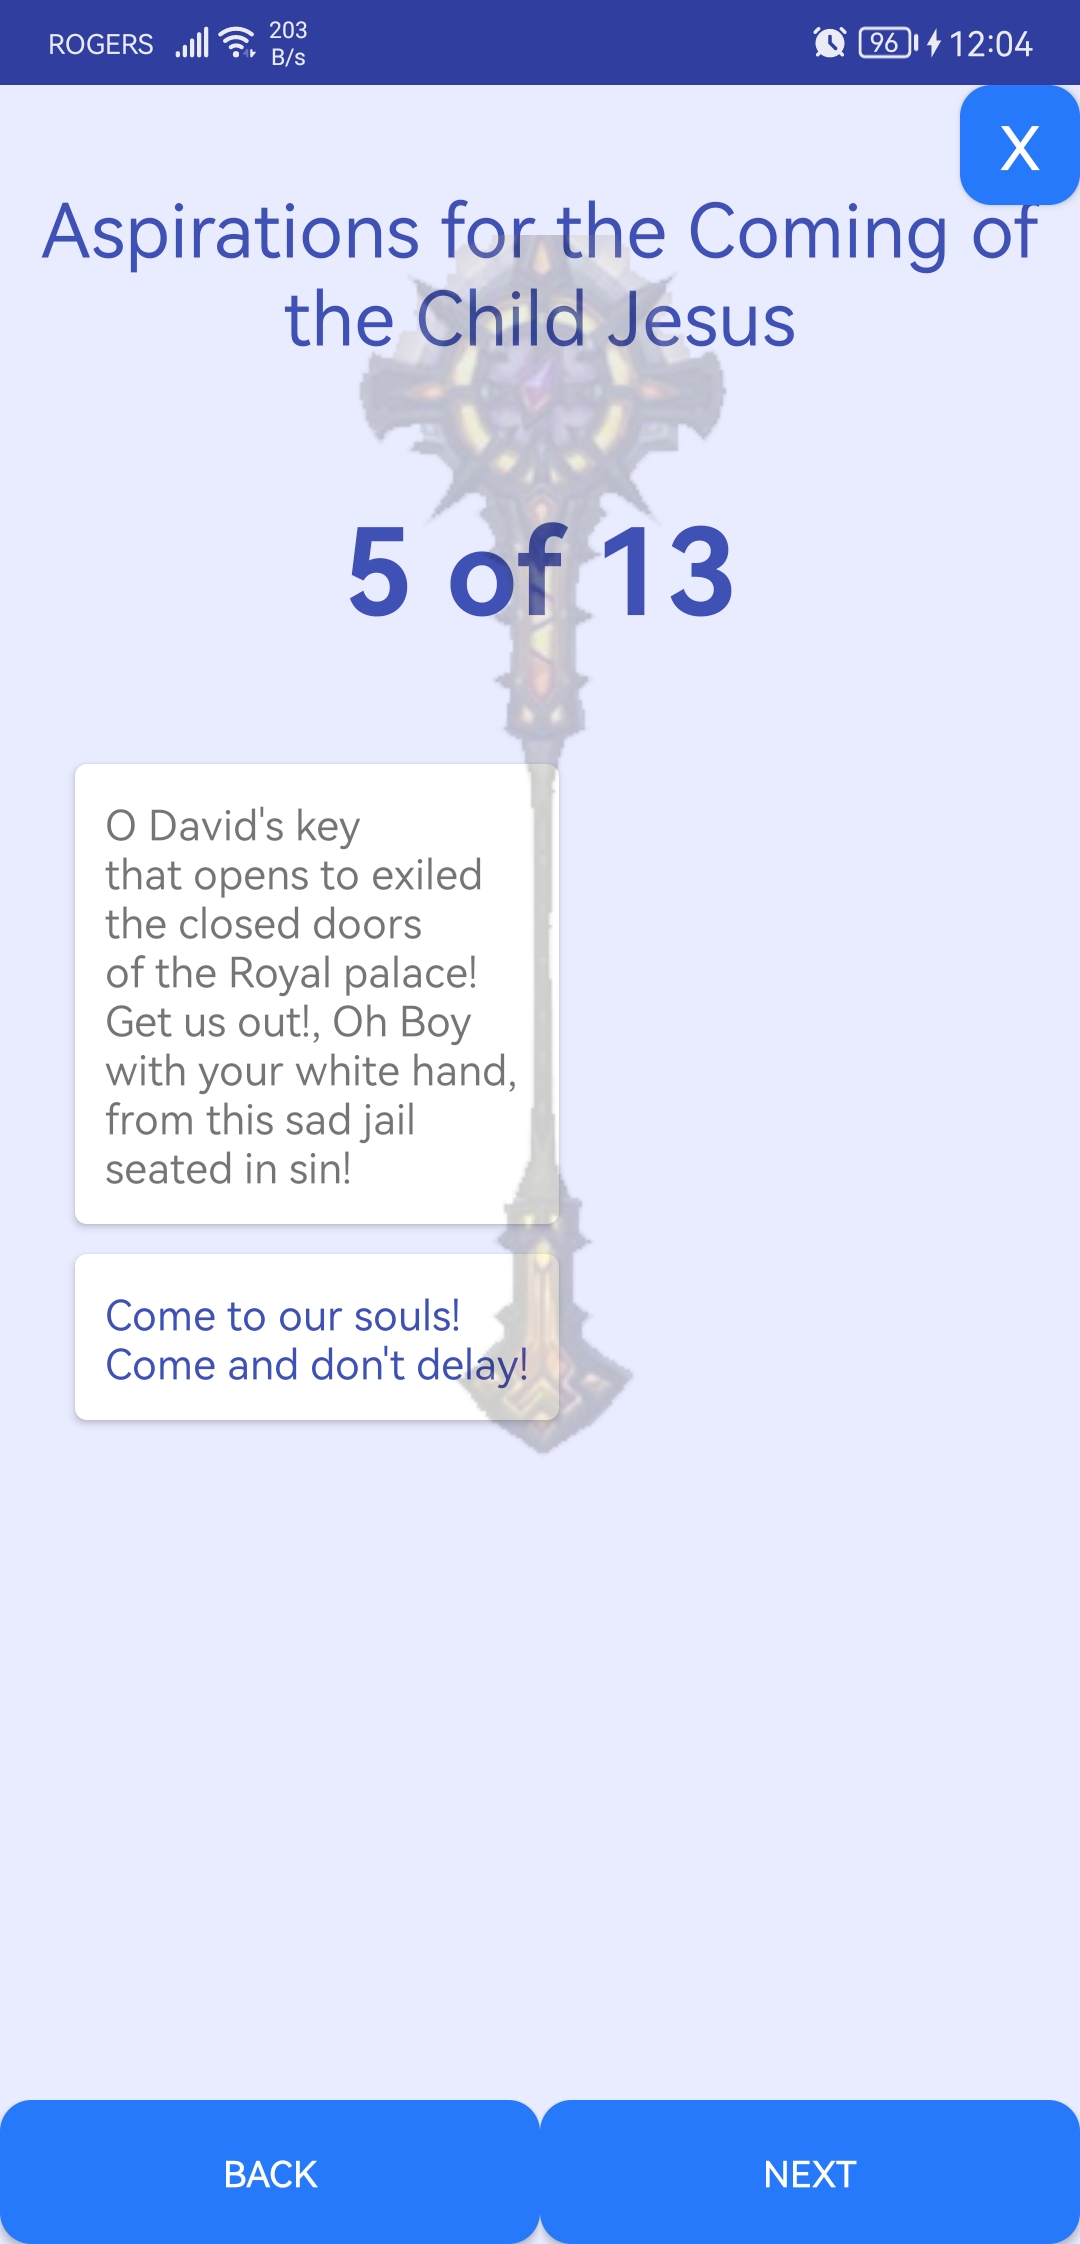 ROGERS 203 B/s 96 12:04
X
Aspirations for the Coming of
the Child Jesus
5 of 13
O David's key
that opens to exiled
the closed doors
of the Royal palace!
Get us out!, Oh Boy
with your white hand,
from this sad jail
seated in sin!
Come to our souls!
Come and don't delay!
BACK NEXT